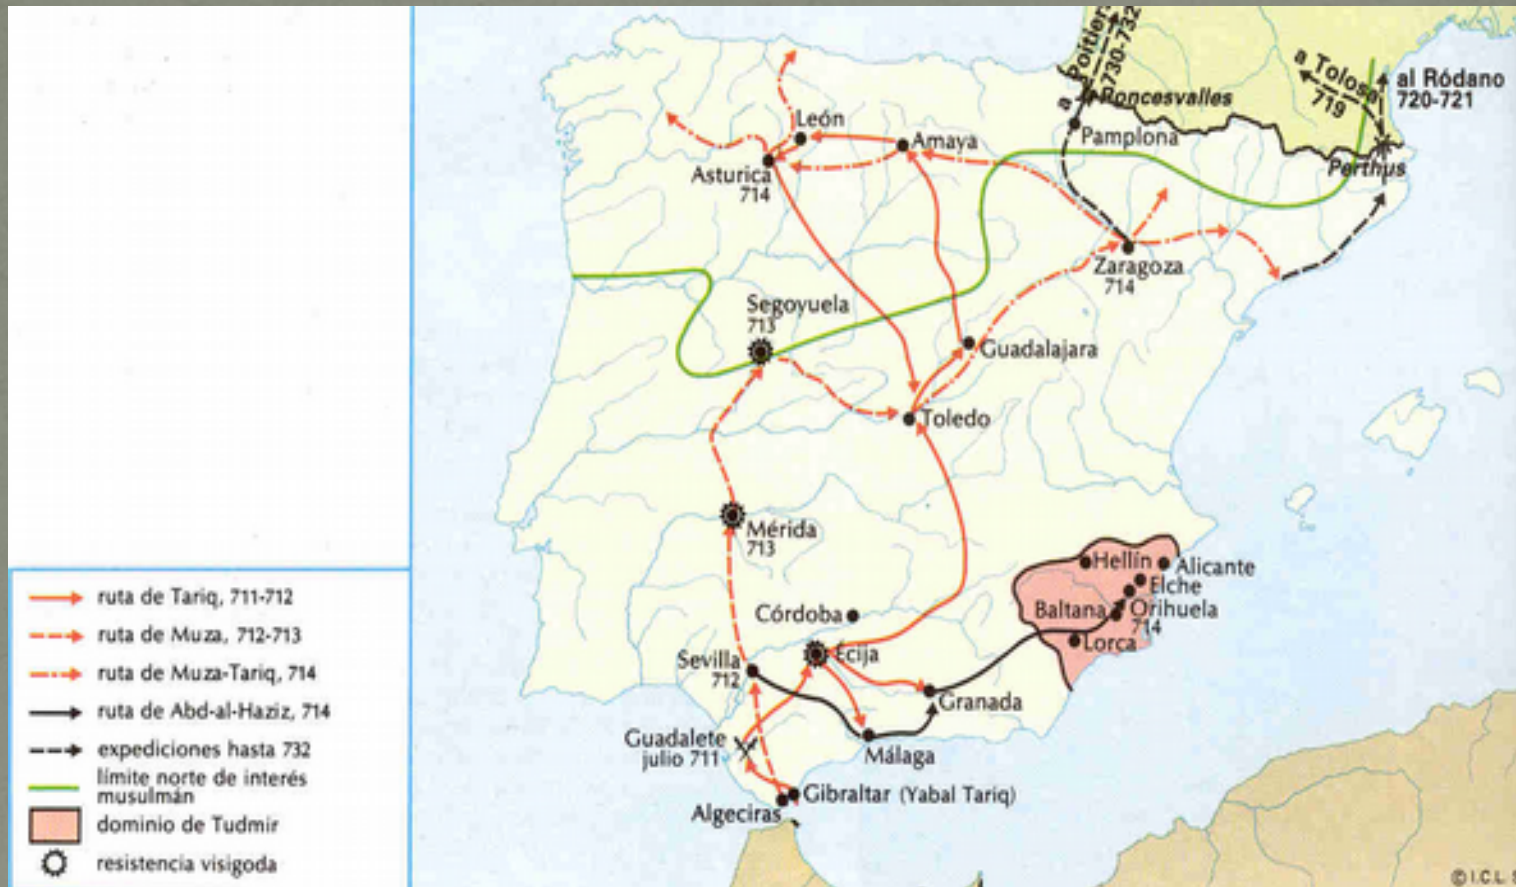 a Poitiers
730-732
Roncesvalles
Pamplona
a Tolosa
719
al Ródano
720-721
Perthus
León
Amaya
Asturica
714
Zaragoza
714
Segoyuela
713
Guadalajara
Toledo
Mérida
713
Hellín
Alicante
Elche
Baltana
Orihuela
714
Lorca
Córdoba
Écija
Sevilla
712
Granada
Guadalete
julio 711
Málaga
Gibraltar (Yabal Tariq)
Algeciras
ruta de Tariq, 711-712
ruta de Muza, 712-713
ruta de Muza-Tariq, 714
ruta de Abd-al-Haziz, 714
expediciones hasta 732
límite norte de interés
musulmán
dominio de Tudmir
resistencia visigoda
© I.C.L.